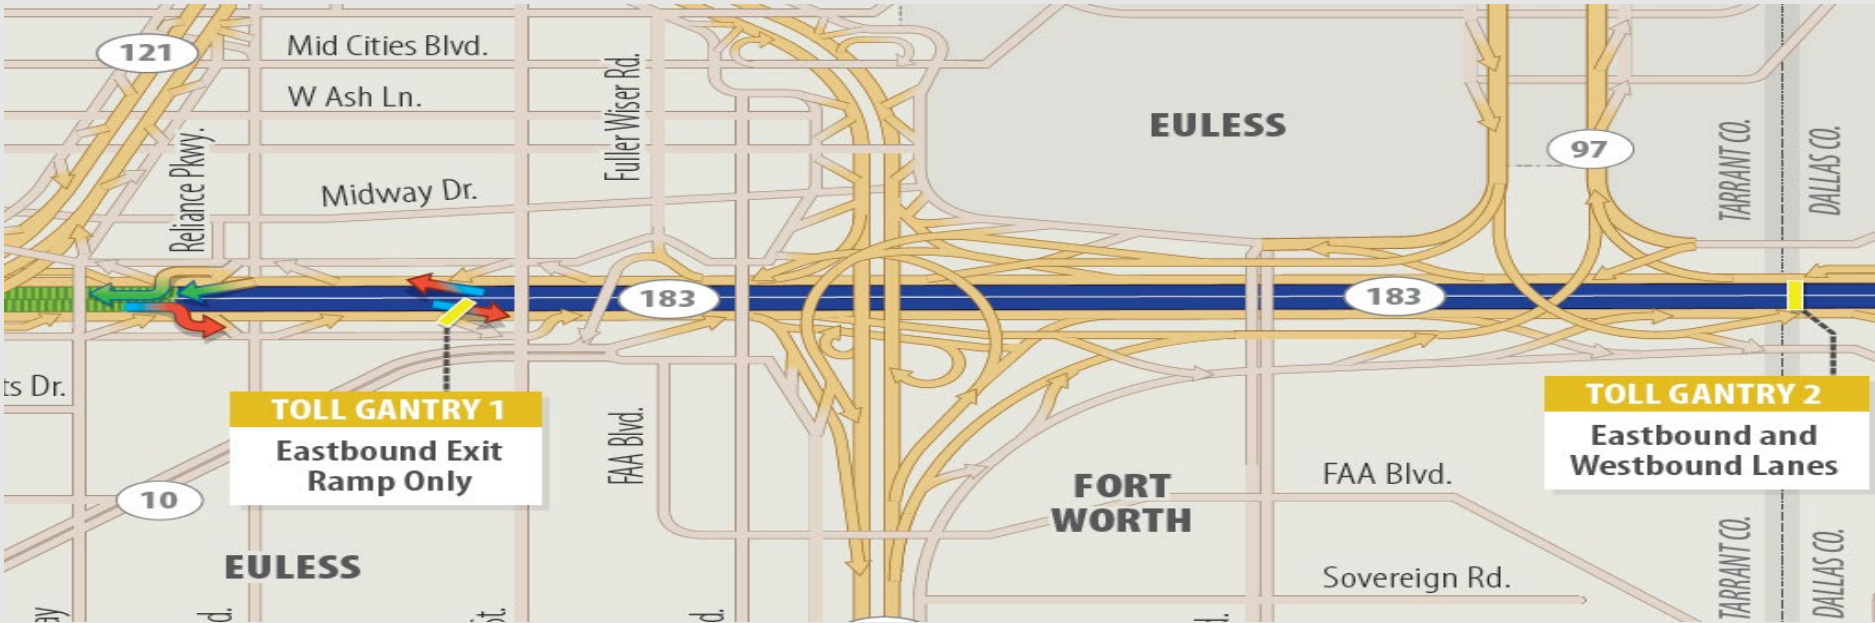 121
Mid Cities Blvd.
W Ash Ln.
Reliance Pkwy.
Fuller Wiser Rd.
Midway Dr.
EULESS
97
TARRANT CO.
DALLAS CO.
183
183
ts Dr.
TOLL GANTRY 1
Eastbound Exit
Ramp Only
TOLL GANTRY 2
Eastbound and
Westbound Lanes
FAA Blvd.
10
FORT
WORTH
FAA Blvd.
EULESS
Sovereign Rd.
TARRANT CO.
DALLAS CO.
ay
d.
St.
d.
d.